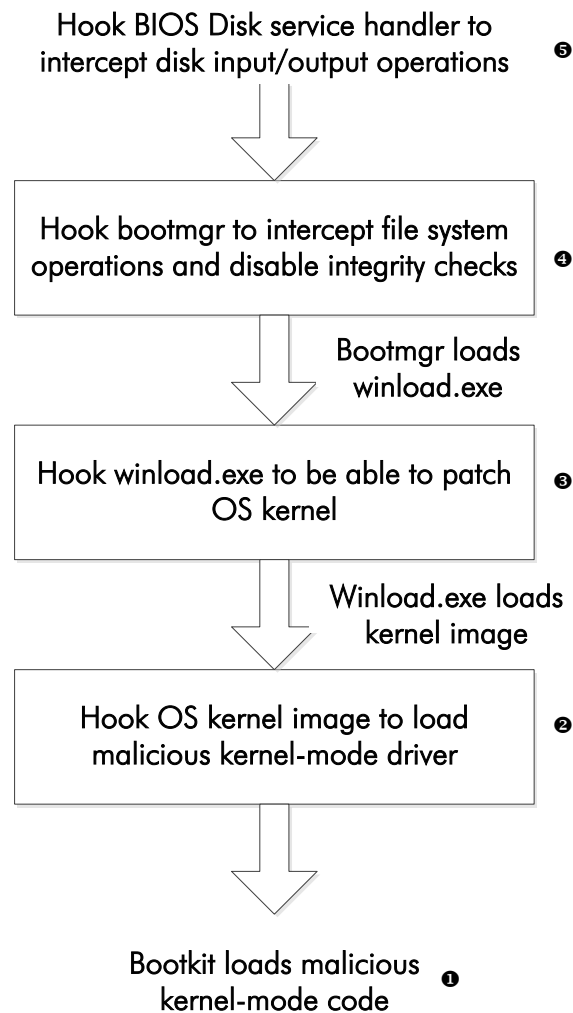 Hook BIOS Disk service handler to
intercept disk input/output operations ❺
Hook bootmgr to intercept file system
operations and disable integrity checks ❹
Bootmgr loads
winload.exe
Hook winload.exe to be able to patch ❸
OS kernel
Winload.exe loads
kernel image
Hook OS kernel image to load ❷
malicious kernel-mode driver
Bootkit loads malicious ❶
kernel-mode code